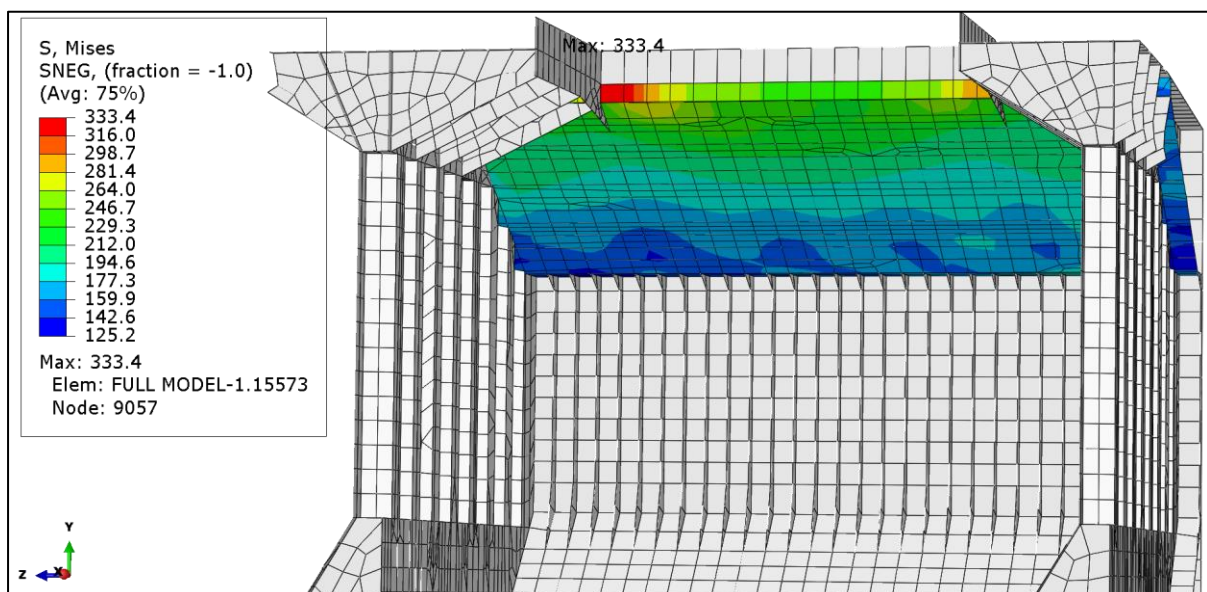 S, Mises
SNEG, (fraction = -1.0)
(Avg: 75%)
333.4
316.0
298.7
281.4
264.0
246.7
229.3
212.0
194.6
177.3
159.9
142.6
125.2
Max: 333.4
Elem: FULL MODEL-1.15573
Node: 9057
Max: 333.4
Y
Z
X